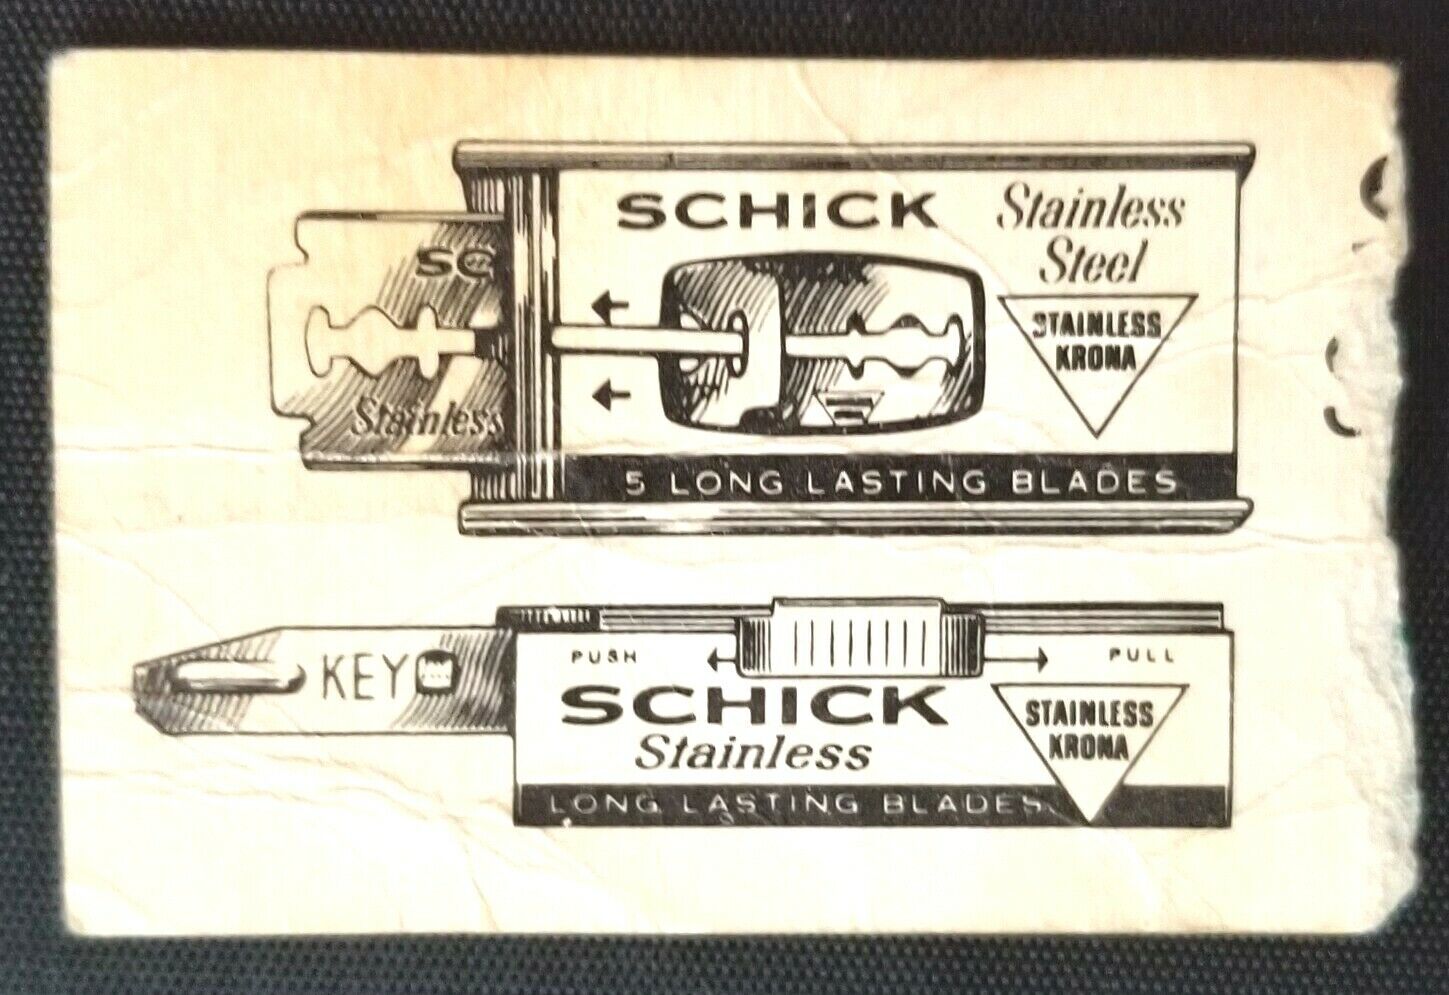 SCHICK
Stainless
Steel
SC
STAINLESS
KRONA
Stainless
5 LONG LASTING BLADES
KEY
PUSH
PULL
SCHICK
Stainless
STAINLESS
KRONA
LONG LASTING BLADES